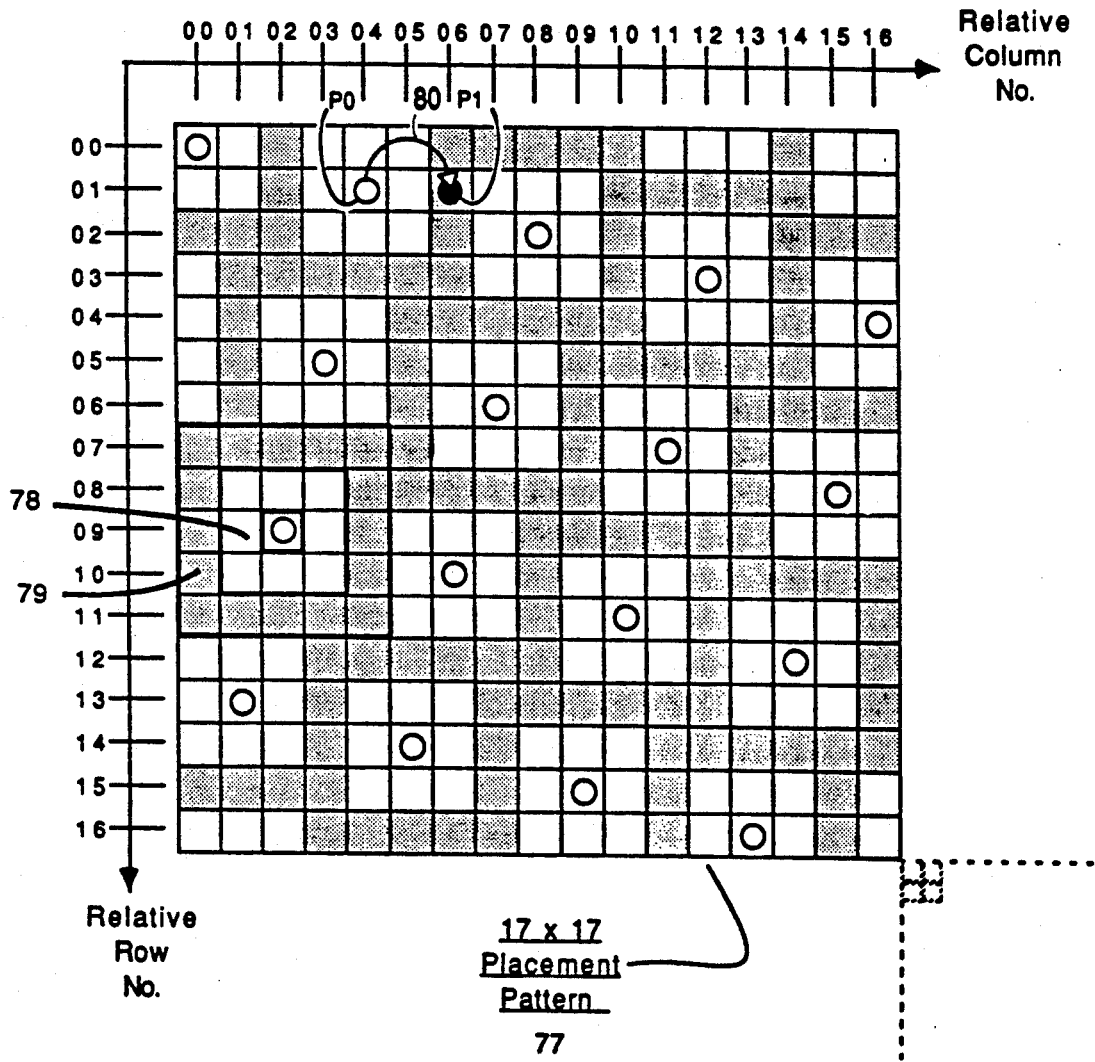 00 01 02 03 04 05 06 07 08 09 10 11 12 13 14 15 16
Relative
Column
No.
P0 80 P1
00
01
02
03
04
05
06
07
08
09
10
11
12
13
14
15
16
78
79
Relative
Row
No.
17 x 17
Placement
Pattern
77